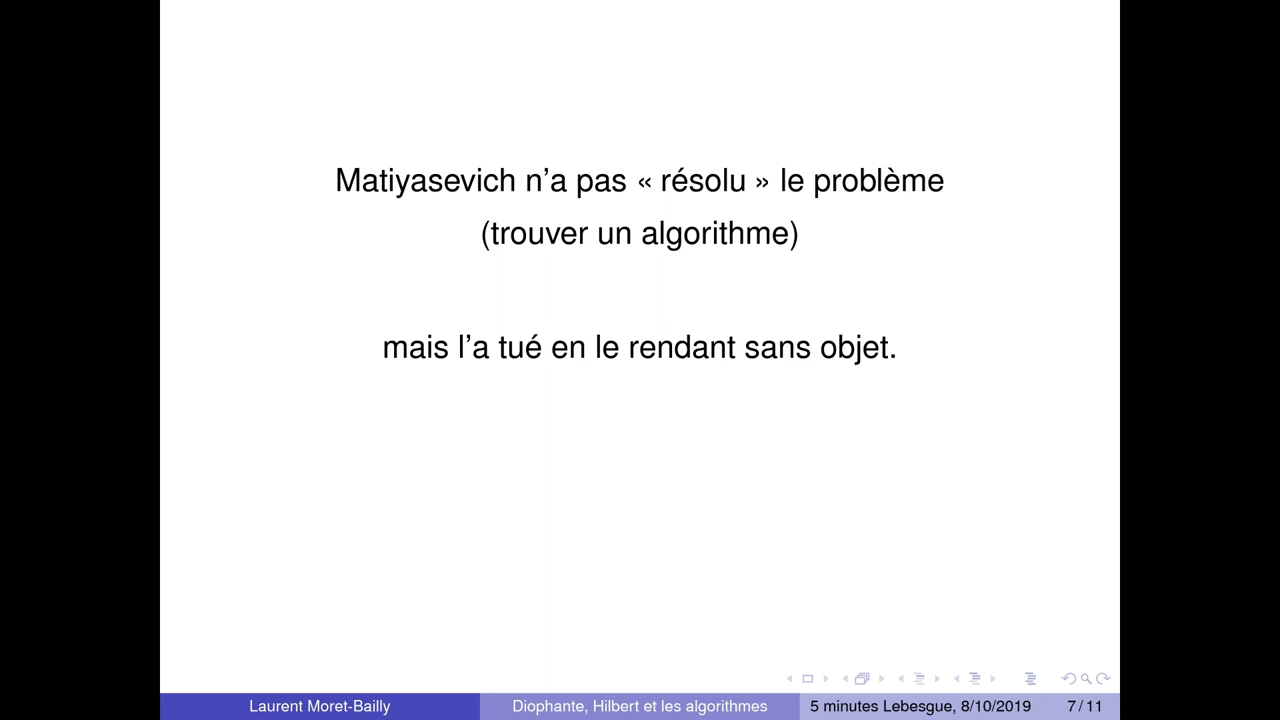 Matiyasevich n'a pas « résolu » le problème
(trouver un algorithme)
mais l'a tué en le rendant sans objet.
Laurent Moret-Bailly
Diophante, Hilbert et les algorithmes
5 minutes Lebesgue, 8/10/2019
7 / 11